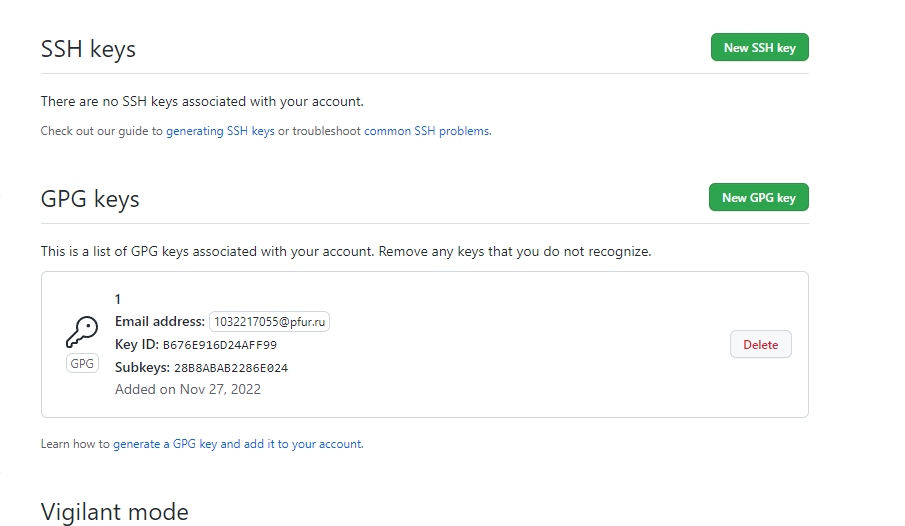 SSH keys
New SSH key
There are no SSH keys associated with your account.
Check out our guide to generating SSH keys or troubleshoot common SSH problems.
GPG keys
New GPG key
This is a list of GPG keys associated with your account. Remove any keys that you do not recognize.
1
Email address: 1032217055@pfur.ru
Key ID: B676E916D24AFF99
GPG
Subkeys: 28B8ABAB2286E024
Added on Nov 27, 2022
Delete
Learn how to generate a GPG key and add it to your account.
Vigilant mode